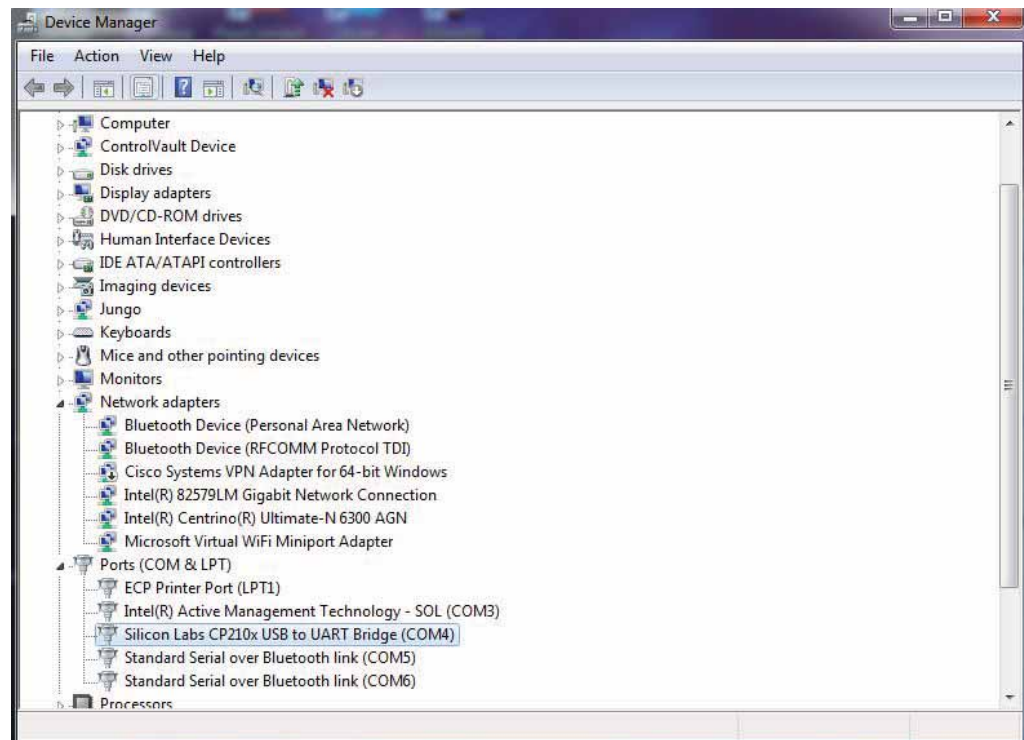 Device Manager
File Action View Help
Computer
ControlVault Device
Disk drives
Display adapters
DVD/CD-ROM drives
Human Interface Devices
IDE ATA/ATAPI controllers
Imaging devices
Jungo
Keyboards
Mice and other pointing devices
Monitors
Network adapters
Bluetooth Device (Personal Area Network)
Bluetooth Device (RFCOMM Protocol TDI)
Cisco Systems VPN Adapter for 64-bit Windows
Intel(R) 82579LM Gigabit Network Connection
Intel(R) Centrino(R) Ultimate-N 6300 AGN
Microsoft Virtual WiFi Miniport Adapter
Ports (COM & LPT)
ECP Printer Port (LPT1)
Intel(R) Active Management Technology - SOL (COM3)
Silicon Labs CP210x USB to UART Bridge (COM4)
Standard Serial over Bluetooth link (COM5)
Standard Serial over Bluetooth link (COM6)
Processors